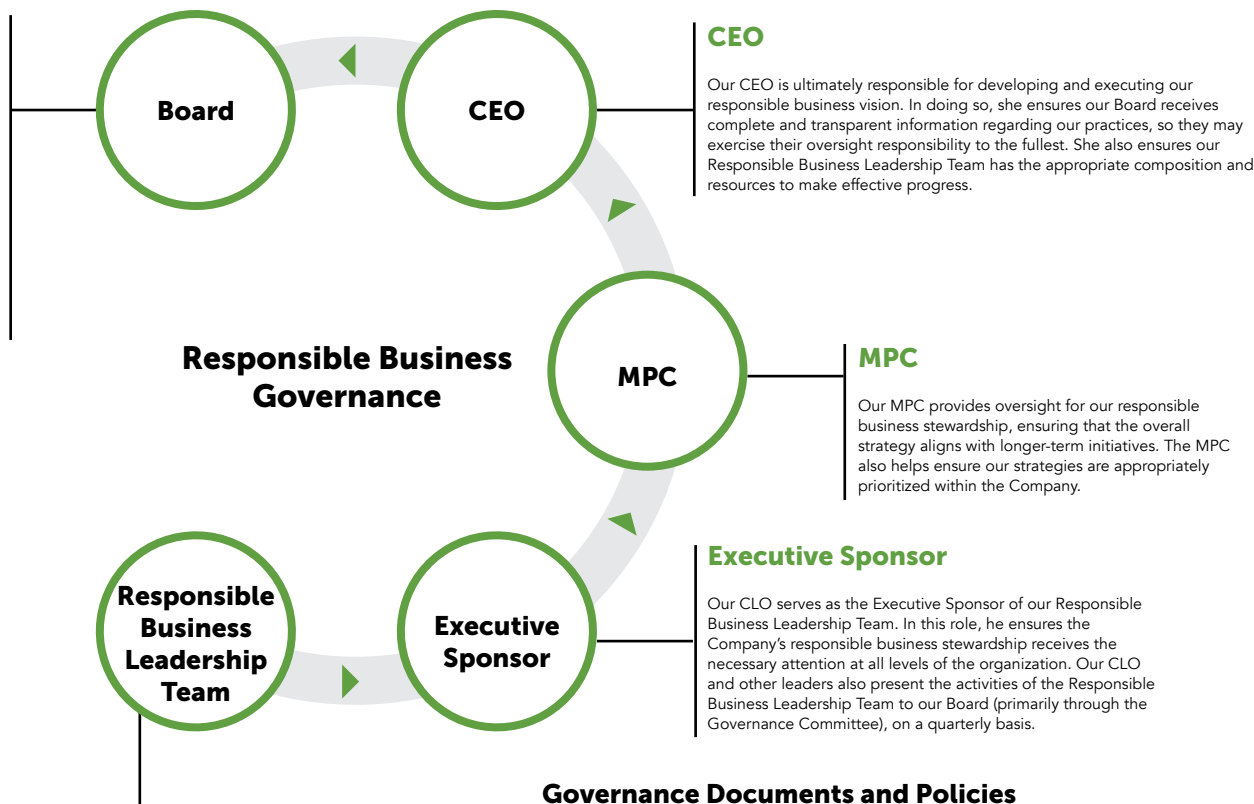 Board
CEO
CEO
Our CEO is ultimately responsible for developing and executing our
responsible business vision. In doing so, she ensures our Board receives
complete and transparent information regarding our practices, so they may
exercise their oversight responsibility to the fullest. She also ensures our
Responsible Business Leadership Team has the appropriate composition and
resources to make effective progress.
Responsible Business
Governance
MPC
MPC
Our MPC provides oversight for our responsible
business stewardship, ensuring that the overall
strategy aligns with longer-term initiatives. The MPC
also helps ensure our strategies are appropriately
prioritized within the Company.
Responsible
Business
Leadership
Team
Executive
Sponsor
Executive Sponsor
Our CLO serves as the Executive Sponsor of our Responsible
Business Leadership Team. In this role, he ensures the
Company's responsible business stewardship receives the
necessary attention at all levels of the organization. Our CLO
and other leaders also present the activities of the Responsible
Business Leadership Team to our Board (primarily through the
Governance Committee), on a quarterly basis.
Governance Documents and Policies